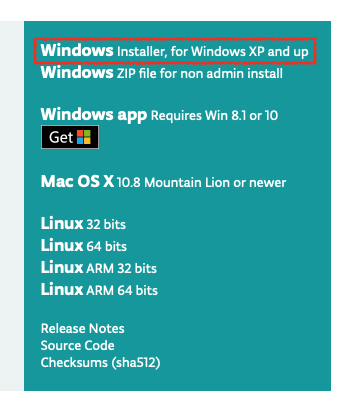 Windows Installer, for Windows XP and up
Windows ZIP file for non admin install
Windows app Requires Win 8.1 or 10
Get
Mac OS X 10.8 Mountain Lion or newer
Linux 32 bits
Linux 64 bits
Linux ARM 32 bits
Linux ARM 64 bits
Release Notes
Source Code
Checksums (sha512)